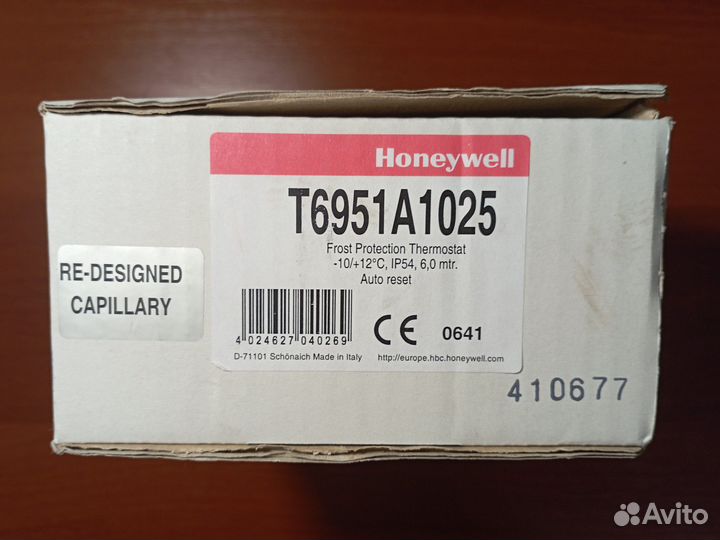 Honeywell
T6951A1025
Frost Protection Thermostat
-10/+12°C, IP54, 6,0 mtr.
Auto reset
RE-DESIGNED
CAPILLARY
4 024627 040269
CE 0641
D-71101 Schönaich Made in Italy
http://europe.hbc.honeywell.com
410677
Avito